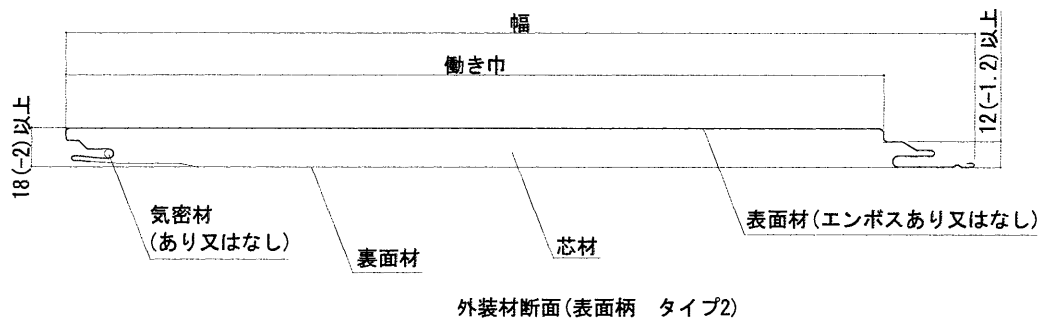 幅
働き巾
12(-1.2)以上
18(-2)以上
気密材
(あり又はなし)
裏面材
芯材
表面材(エンボスあり又はなし)
外装材断面(表面柄　タイプ2)